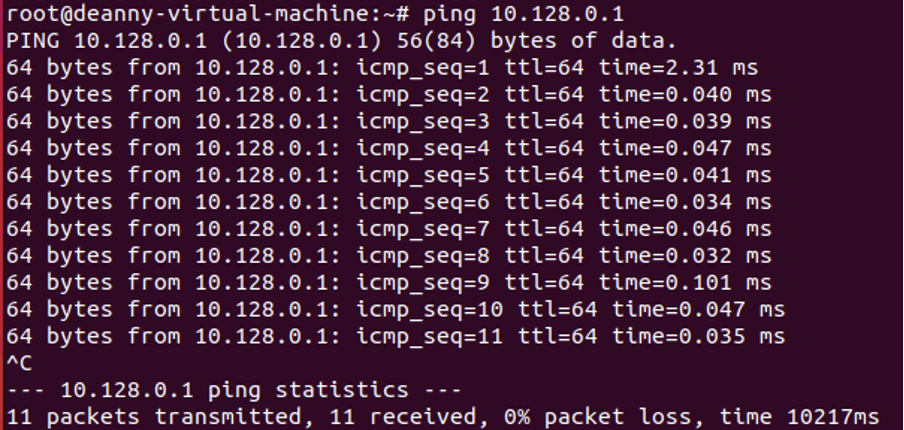 root@deanny-virtual-machine:~# ping 10.128.0.1
PING 10.128.0.1 (10.128.0.1) 56(84) bytes of data.
64 bytes from 10.128.0.1: icmp_seq=1 ttl=64 time=2.31 ms
64 bytes from 10.128.0.1: icmp_seq=2 ttl=64 time=0.040 ms
64 bytes from 10.128.0.1: icmp_seq=3 ttl=64 time=0.039 ms
64 bytes from 10.128.0.1: icmp_seq=4 ttl=64 time=0.047 ms
64 bytes from 10.128.0.1: icmp_seq=5 ttl=64 time=0.041 ms
64 bytes from 10.128.0.1: icmp_seq=6 ttl=64 time=0.034 ms
64 bytes from 10.128.0.1: icmp_seq=7 ttl=64 time=0.046 ms
64 bytes from 10.128.0.1: icmp_seq=8 ttl=64 time=0.032 ms
64 bytes from 10.128.0.1: icmp_seq=9 ttl=64 time=0.101 ms
64 bytes from 10.128.0.1: icmp_seq=10 ttl=64 time=0.047 ms
64 bytes from 10.128.0.1: icmp_seq=11 ttl=64 time=0.035 ms
^C
--- 10.128.0.1 ping statistics ---
11 packets transmitted, 11 received, 0% packet loss, time 10217ms